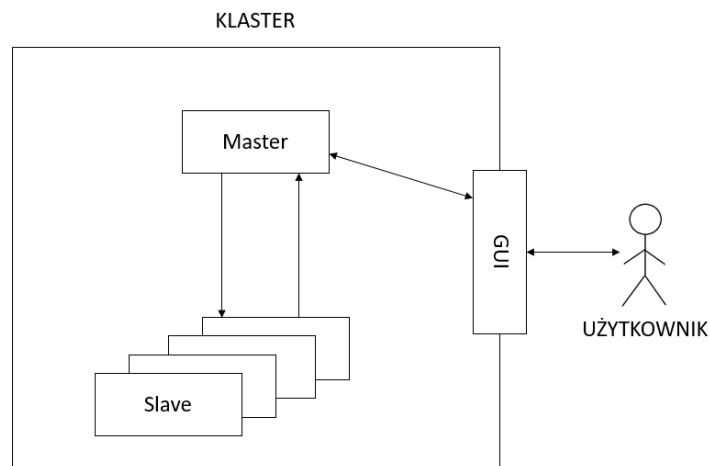 KLASTER
Master
GUI
UŻYTKOWNIK
Slave